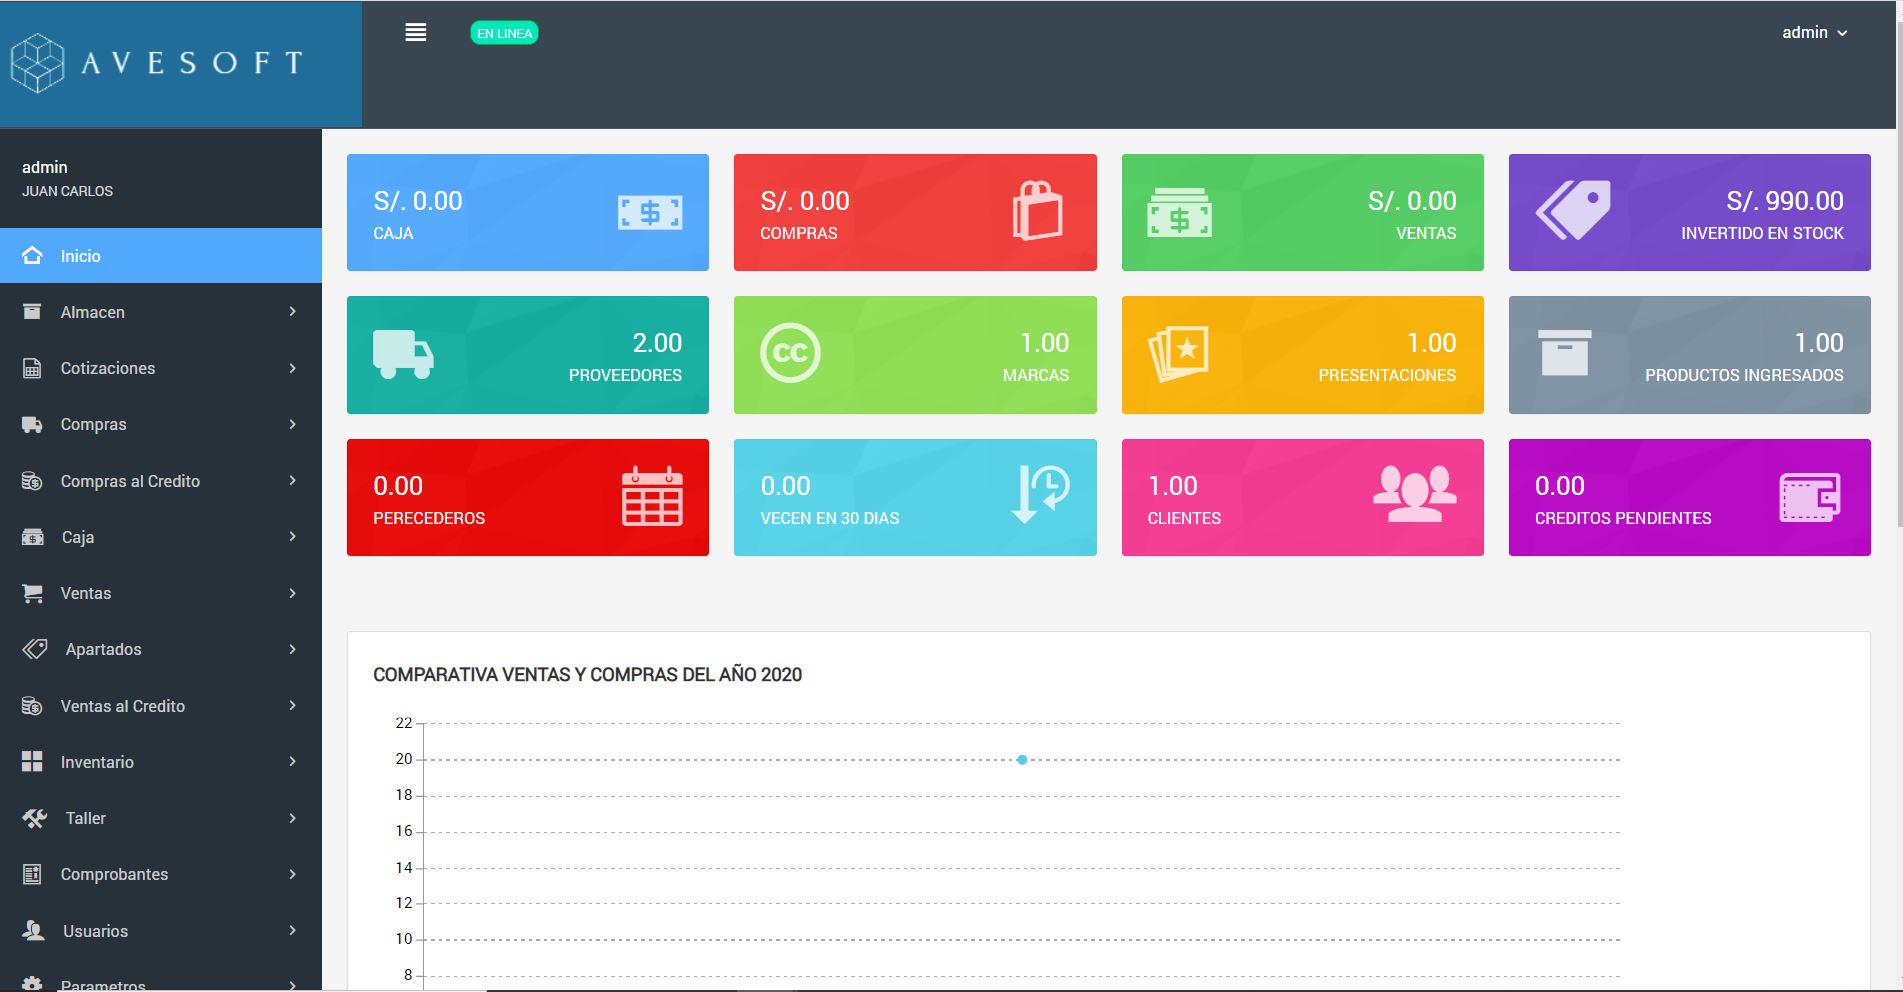 AVESOFT
EN LINEA
admin
admin
JUAN CARLOS
Inicio
Almacen
Cotizaciones
Compras
Compras al Credito
Caja
Ventas
Apartados
Ventas al Credito
Inventario
Taller
Comprobantes
Usuarios
Parametros
S/. 0.00
CAJA
S/. 0.00
COMPRAS
S/. 0.00
VENTAS
S/. 990.00
INVERTIDO EN STOCK
2.00
PROVEEDORES
cc
1.00
MARCAS
1.00
PRESENTACIONES
1.00
PRODUCTOS INGRESADOS
0.00
PERECEDEROS
0.00
VECEN EN 30 DIAS
1.00
CLIENTES
0.00
CREDITOS PENDIENTES
COMPARATIVA VENTAS Y COMPRAS DEL AÑO 2020
22
20
18
16
14
12
10
8